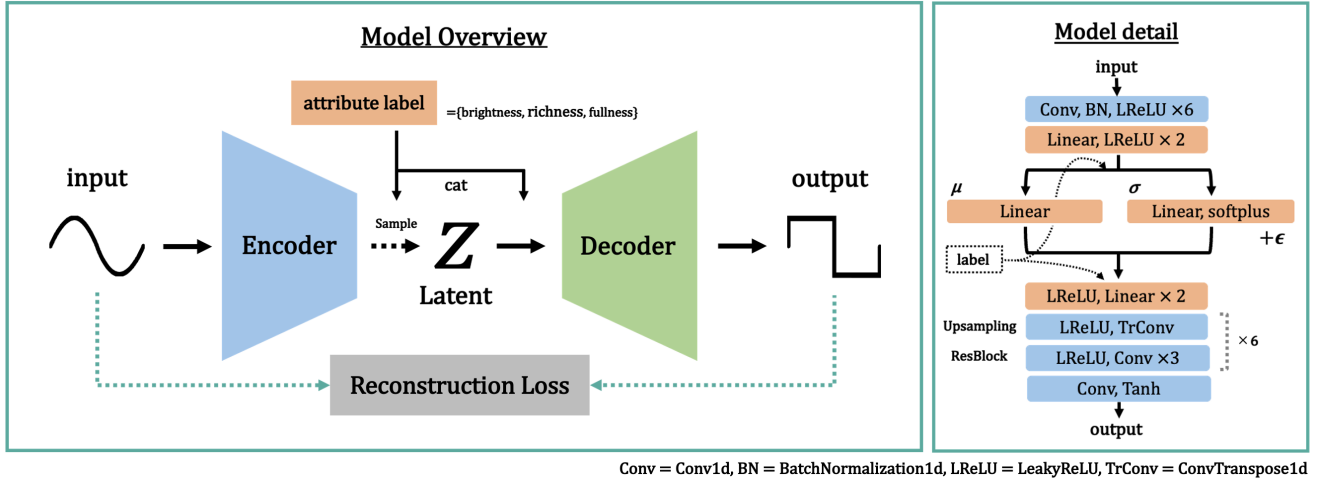 Model Overview
attribute label
={brightness, richness, fullness}
input
cat
output
Sample
Encoder
Z
Decoder
Latent
Reconstruction Loss
Model detail
input
Conv, BN, LReLU ×6
Linear, LReLU × 2
μ
σ
Linear
Linear, softplus
+ϵ
label
LReLU, Linear × 2
Upsampling
LReLU, TrConv
×6
ResBlock
LReLU, Conv ×3
Conv, Tanh
output
Conv = Conv1d, BN = BatchNormalization1d, LReLU = LeakyReLU, TrConv = ConvTranspose1d